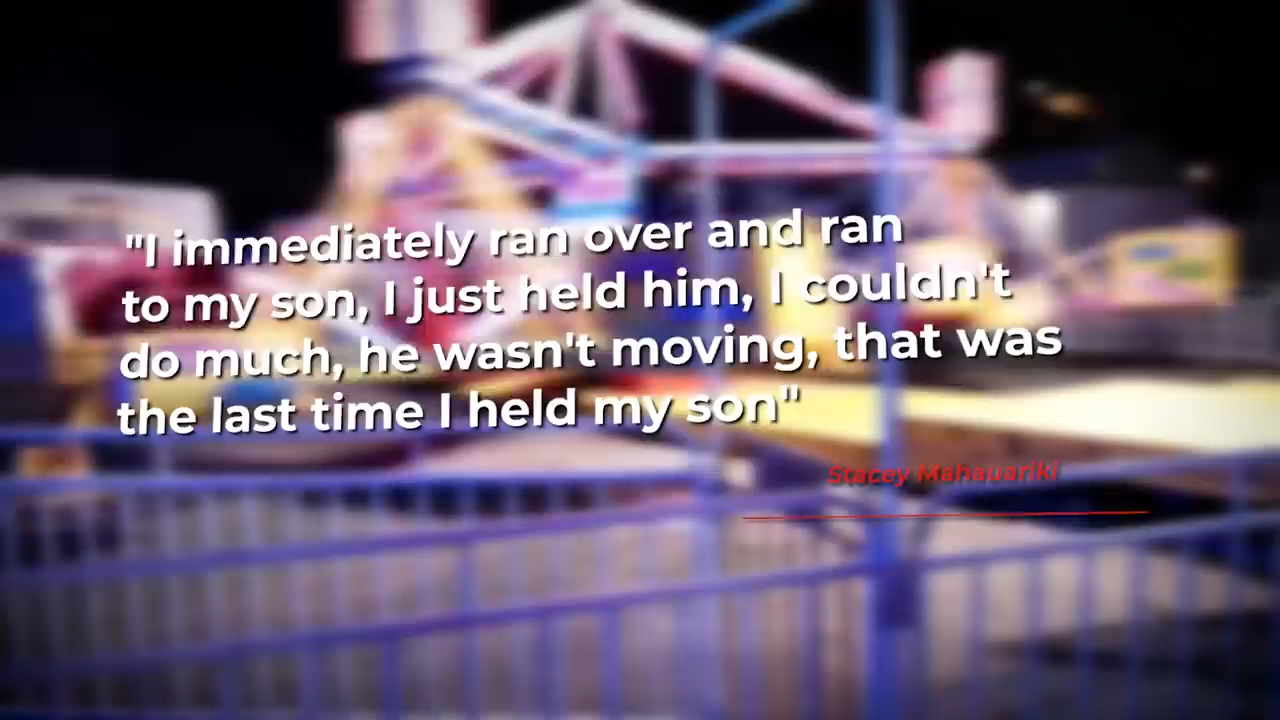 "I immediately ran over and ran
to my son, I just held him, I couldn't
do much, he wasn't moving, that was
the last time I held my son"
Stacey Mahauariki